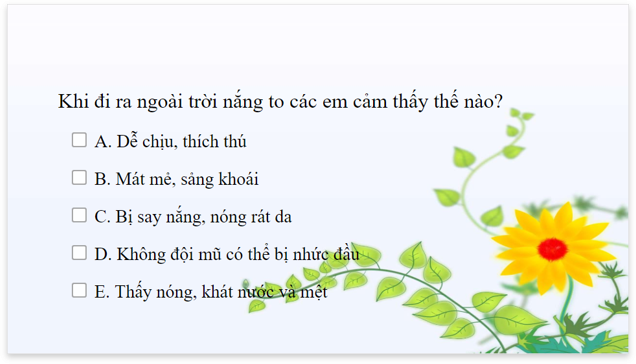 Khi đi ra ngoài trời nắng to các em cảm thấy thế nào?
A. Dễ chịu, thích thú
B. Mát mẻ, sảng khoái
C. Bị say nắng, nóng rát da
D. Không đội mũ có thể bị nhức đầu
E. Thấy nóng, khát nước và mệt